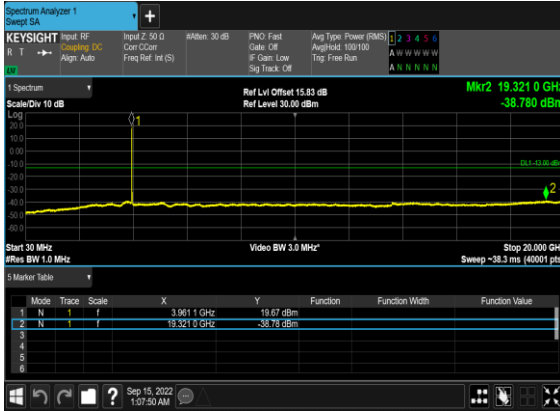 Spectrum Analyzer 1
Swept SA
+
KEYSIGHT
R T
Input: RF
Coupling: DC
Align: Auto
Input Z: 50 Ω
Corr CCorr
Freq Ref: Int (S)
#Atten: 30 dB
PNO: Fast
Gate: Off
IF Gain: Low
Sig Track: Off
Avg Type: Power (RMS)
Avg|Hold: 100/100
Trig: Free Run
1 2 3 4 5 6
A W W W W W
A N N N N N
1 Spectrum
Scale/Div 10 dB
Ref Lvl Offset 15.83 dB
Ref Level 30.00 dBm
Mkr2 19.321 0 GHz
-38.780 dBm
Log
20.0
10.0
0.00
-10.0
-20.0
-30.0
-40.0
-50.0
-60.0
1
DL1 -13.00 dBm
2
Start 30 MHz
#Res BW 1.0 MHz
Video BW 3.0 MHz*
Stop 20.000 GH
Sweep ~38.3 ms (40001 pts
5 Marker Table
Mode Trace Scale X Y Function Function Width Function Value
1 N 1 f 3.961 1 GHz 19.67 dBm
2 N 1 f 19.321 0 GHz -38.78 dBm
3
4
5
6
?
Sep 15, 2022
1:07:50 AM